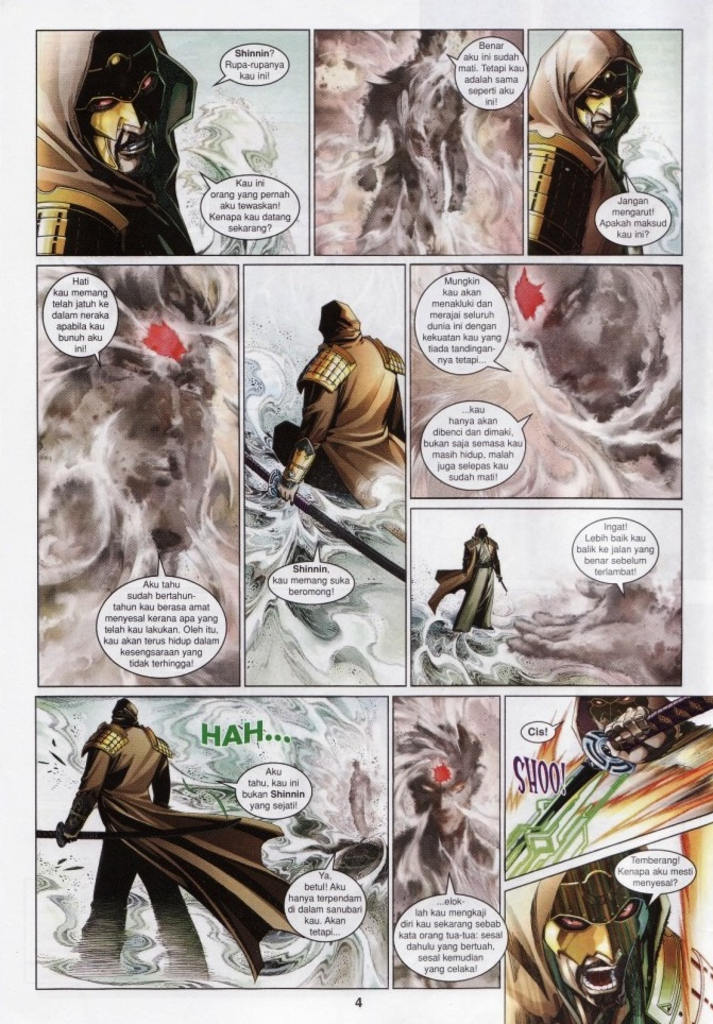 Shinnin?
Rupa-rupanya
kau ini!
Kau ini
orang yang pernah
aku tewaskan!
Kenapa kau datang
sekarang?
Benar
aku ini sudah
mati. Tetapi kau
adalah sama
seperti aku
ini!
Jangan
mengarut!
Apakah maksud
kau ini?
Hati
kau memang
telah jatuh ke
dalam neraka
apabila kau
bunuh aku
ini!
Aku tahu
sudah bertahun-
tahun kau berasa amat
menyesal kerana apa yang
telah kau lakukan. Oleh itu,
kau akan terus hidup dalam
kesengsaraan yang
tidak terhingga!
Shinnin,
kau memang suka
beromong!
Mungkin
kau akan
menakluki dan
merajai seluruh
dunia ini dengan
kekuatan kau yang
tiada tandingan-
nya tetapi...
...kau
hanya akan
dibenci dan dimaki,
bukan saja semasa kau
masih hidup, malah
juga selepas kau
sudah mati!
Ingat!
Lebih baik kau
balik ke jalan yang
benar sebelum
terlambat!
HAH...
Aku
tahu, kau ini
bukan Shinnin
yang sejati!
Ya,
betul! Aku
hanya terpendam
di dalam sanubari
kau. Akan
tetapi...
...elok-
lah kau mengkaji
diri kau sekarang sebab
kata orang tua-tua: sesal
dahulu yang bertuah,
sesal kemudian
yang celaka!
Cis!
SHOO!
Temberang!
Kenapa aku mesti
menyesal?
4